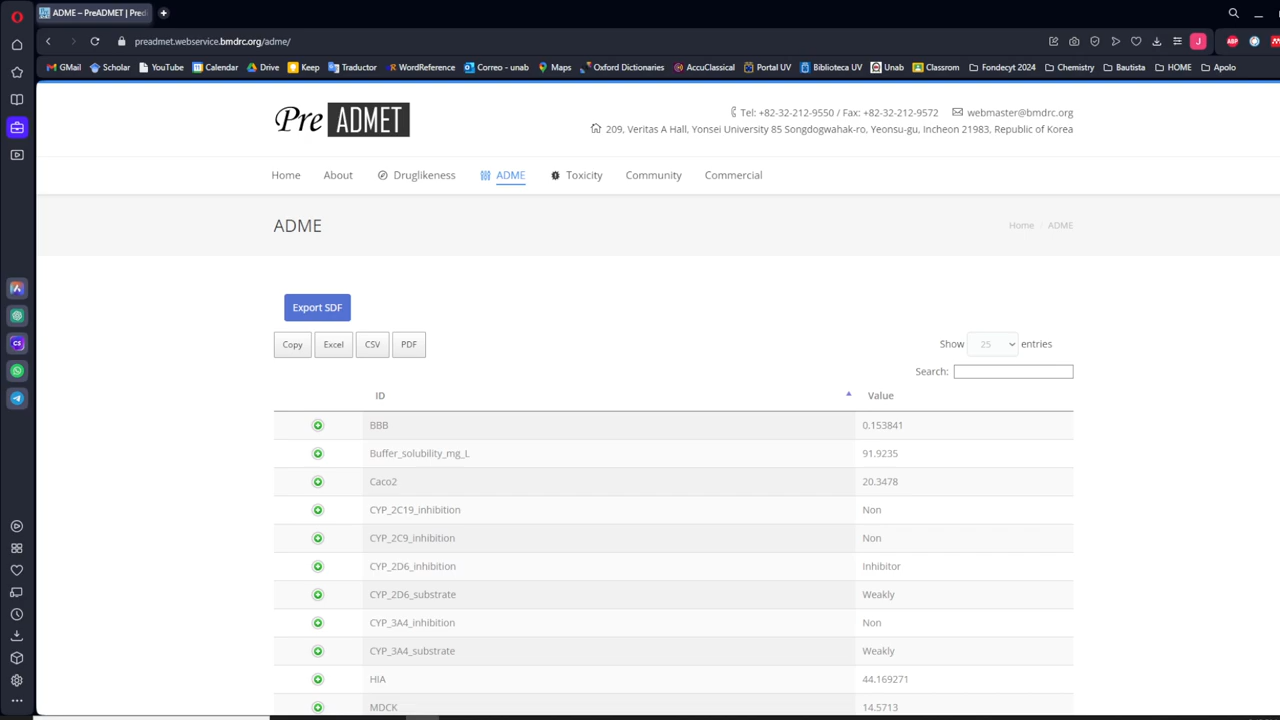 ADME – PreADMET | Pred
preadmet.webservice.bmdrc.org/adme/
J
ABP
GMail Scholar YouTube Calendar Drive Keep Traductor WordReference Correo - unab Maps Oxford Dictionaries AccuClassical Portal UV Biblioteca UV Unab Classrom Fondecyt 2024 Chemistry Bautista HOME Apolo
Pre ADMET
Tel: +82-32-212-9550 / Fax: +82-32-212-9572 webmaster@bmdrc.org
209, Veritas A Hall, Yonsei University 85 Songdogwahak-ro, Yeonsu-gu, Incheon 21983, Republic of Korea
Home About Druglikeness ADME Toxicity Community Commercial
ADME
Home ADME
Export SDF
Copy Excel CSV PDF
Show 25 entries
Search:
ID Value
BBB 0.153841
Buffer_solubility_mg_L 91.9235
Caco2 20.3478
CYP_2C19_inhibition Non
CYP_2C9_inhibition Non
CYP_2D6_inhibition Inhibitor
CYP_2D6_substrate Weakly
CYP_3A4_inhibition Non
CYP_3A4_substrate Weakly
HIA 44.169271
MDCK 14.5713